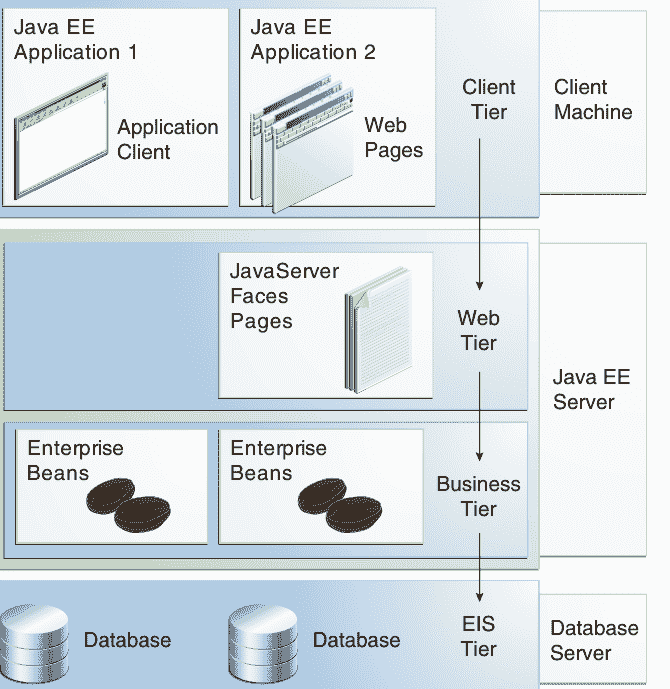 Java EE
Application 1
Application
Client
Java EE
Application 2
Web
Pages
Client
Tier
Client
Machine
JavaServer
Faces
Pages
Web
Tier
Java EE
Server
Enterprise
Beans
Enterprise
Beans
Business
Tier
Database
Database
EIS
Tier
Database
Server